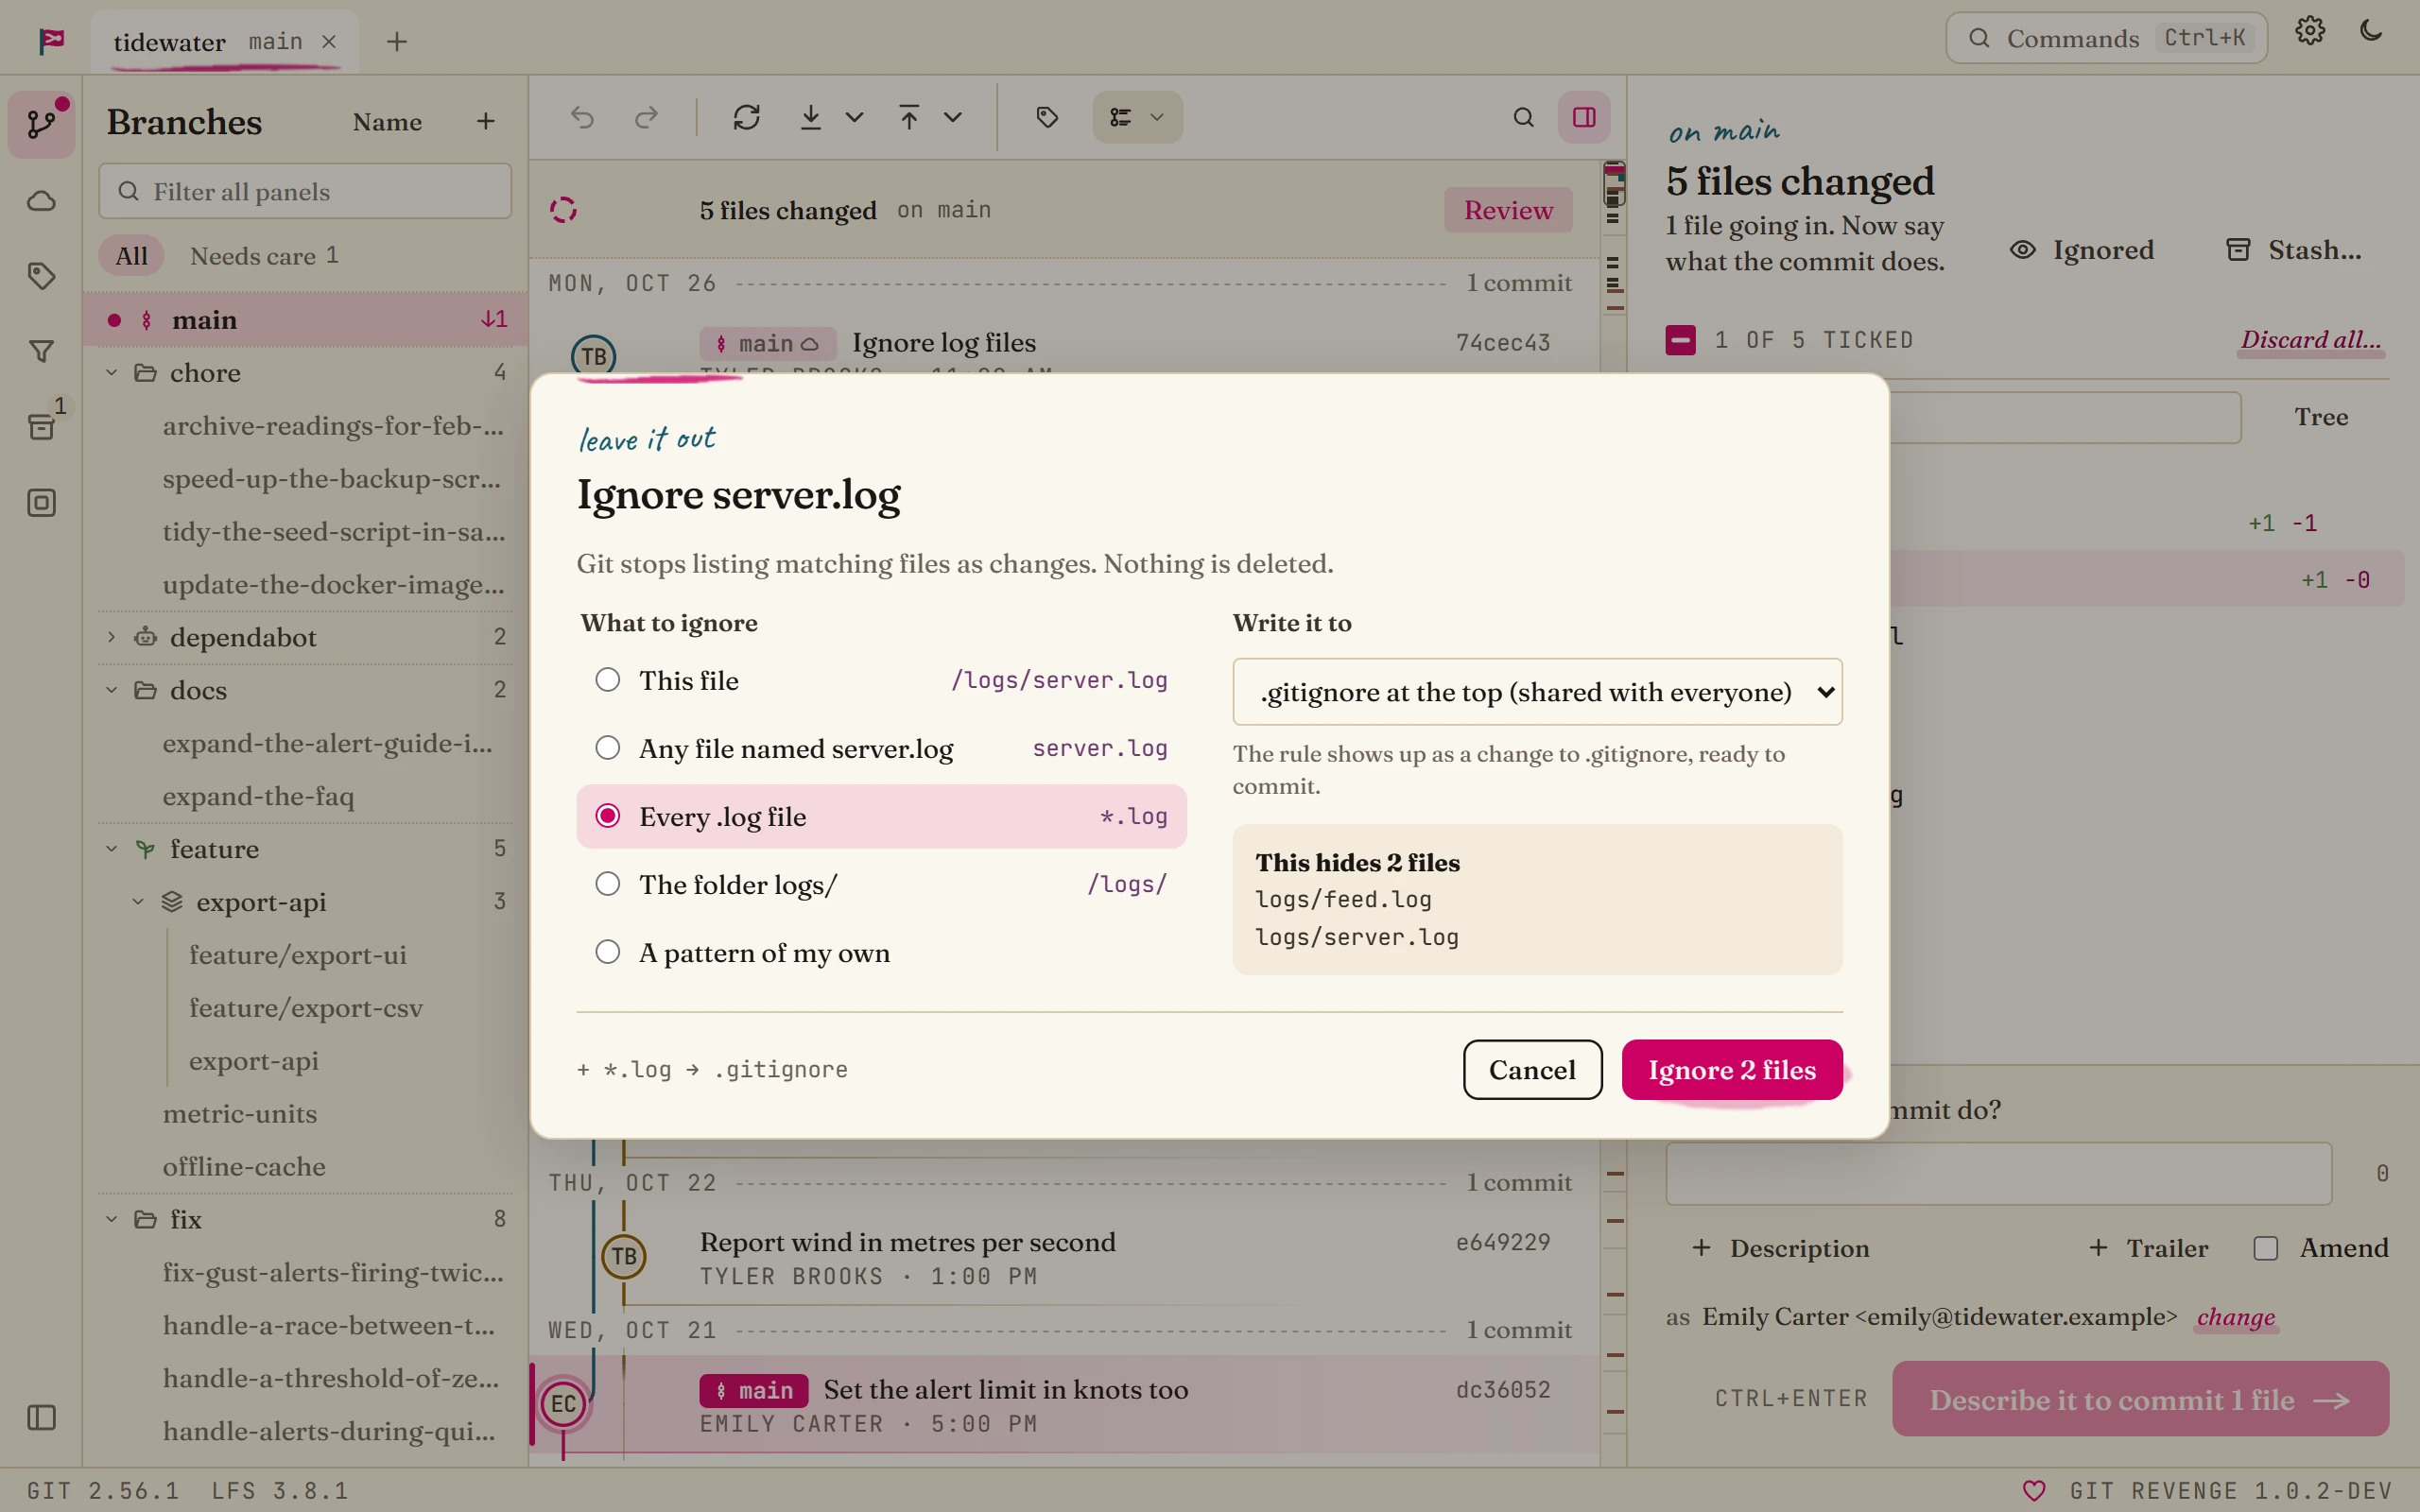 tidewater main
Commands Ctrl+K
Branches Name
Filter all panels
All Needs care 1
main ↓1
chore 4
archive-readings-for-feb-...
speed-up-the-backup-scr...
tidy-the-seed-script-in-sa...
update-the-docker-image...
dependabot 2
docs 2
expand-the-alert-guide-i...
expand-the-faq
feature 5
export-api 3
feature/export-ui
feature/export-csv
export-api
metric-units
offline-cache
fix 8
fix-gust-alerts-firing-twic...
handle-a-race-between-t...
handle-a-threshold-of-ze...
handle-alerts-during-qui...
1
5 files changed on main
Review
MON, OCT 26 1 commit
TB main Ignore log files 74cec43
leave it out
Ignore server.log
Git stops listing matching files as changes. Nothing is deleted.
What to ignore
This file /logs/server.log
Any file named server.log server.log
Every .log file *.log
The folder logs/ /logs/
A pattern of my own
Write it to
.gitignore at the top (shared with everyone)
The rule shows up as a change to .gitignore, ready to
commit.
This hides 2 files
logs/feed.log
logs/server.log
+ *.log → .gitignore
Cancel
Ignore 2 files
THU, OCT 22 1 commit
TB Report wind in metres per second e649229
TYLER BROOKS · 1:00 PM
WED, OCT 21 1 commit
EC main Set the alert limit in knots too dc36052
EMILY CARTER · 5:00 PM
on main
5 files changed
1 file going in. Now say
what the commit does.
Ignored
Stash...
1 OF 5 TICKED
Discard all...
Tree
+1 -1
+1 -0
l
g
mmit do?
0
+ Description + Trailer Amend
as Emily Carter <emily@tidewater.example> change
CTRL+ENTER Describe it to commit 1 file →
GIT 2.56.1 LFS 3.8.1
GIT REVENGE 1.0.2-DEV